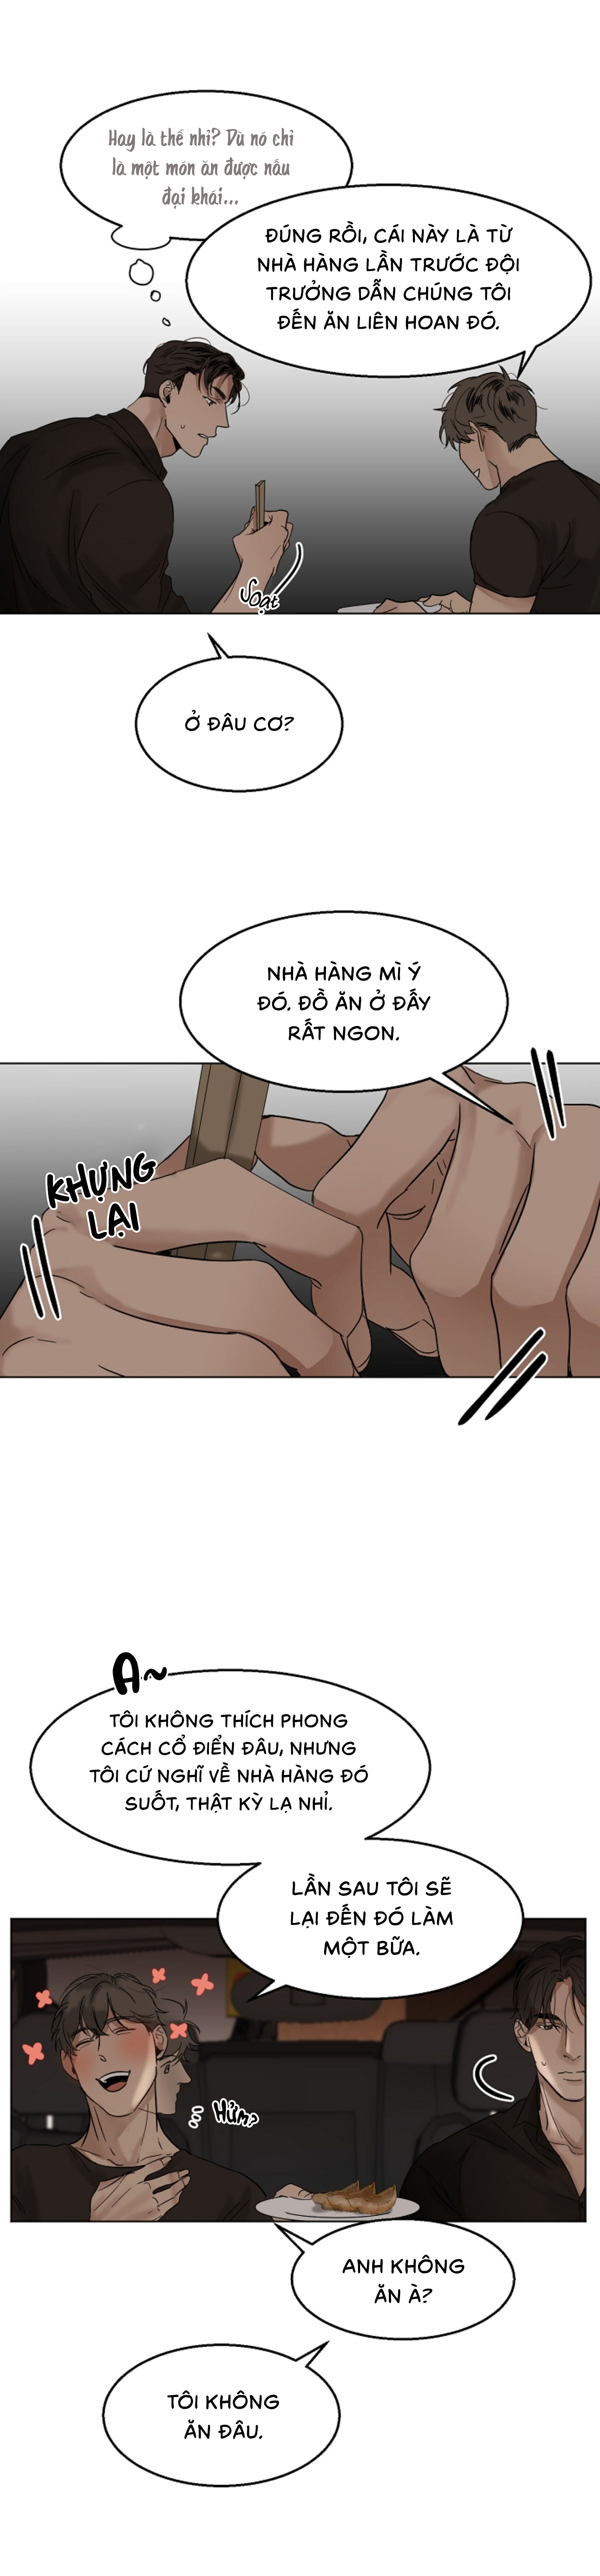 Hay là thế nhỉ? Dù nó chỉ
là một món ăn được nấu
đại khái...
ĐÚNG RỒI, CÁI NÀY LÀ TỪ
NHÀ HÀNG LẦN TRƯỚC ĐỘI
TRƯỞNG DẪN CHÚNG TÔI
ĐẾN ĂN LIÊN HOAN ĐÓ.
Soạt
Ở ĐÂU CƠ?
NHÀ HÀNG MÌ Ý
ĐÓ. ĐỒ ĂN Ở ĐẤY
RẤT NGON.
KHỰNG
LẠI
A~
TÔI KHÔNG THÍCH PHONG
CÁCH CỔ ĐIỂN ĐÂU, NHƯNG
TÔI CỨ NGHĨ VỀ NHÀ HÀNG ĐÓ
SUỐT, THẬT KỲ LẠ NHỈ.
LẦN SAU TÔI SẼ
LẠI ĐẾN ĐÓ LÀM
MỘT BỮA.
HỬM?
ANH KHÔNG
ĂN À?
TÔI KHÔNG
ĂN ĐÂU.